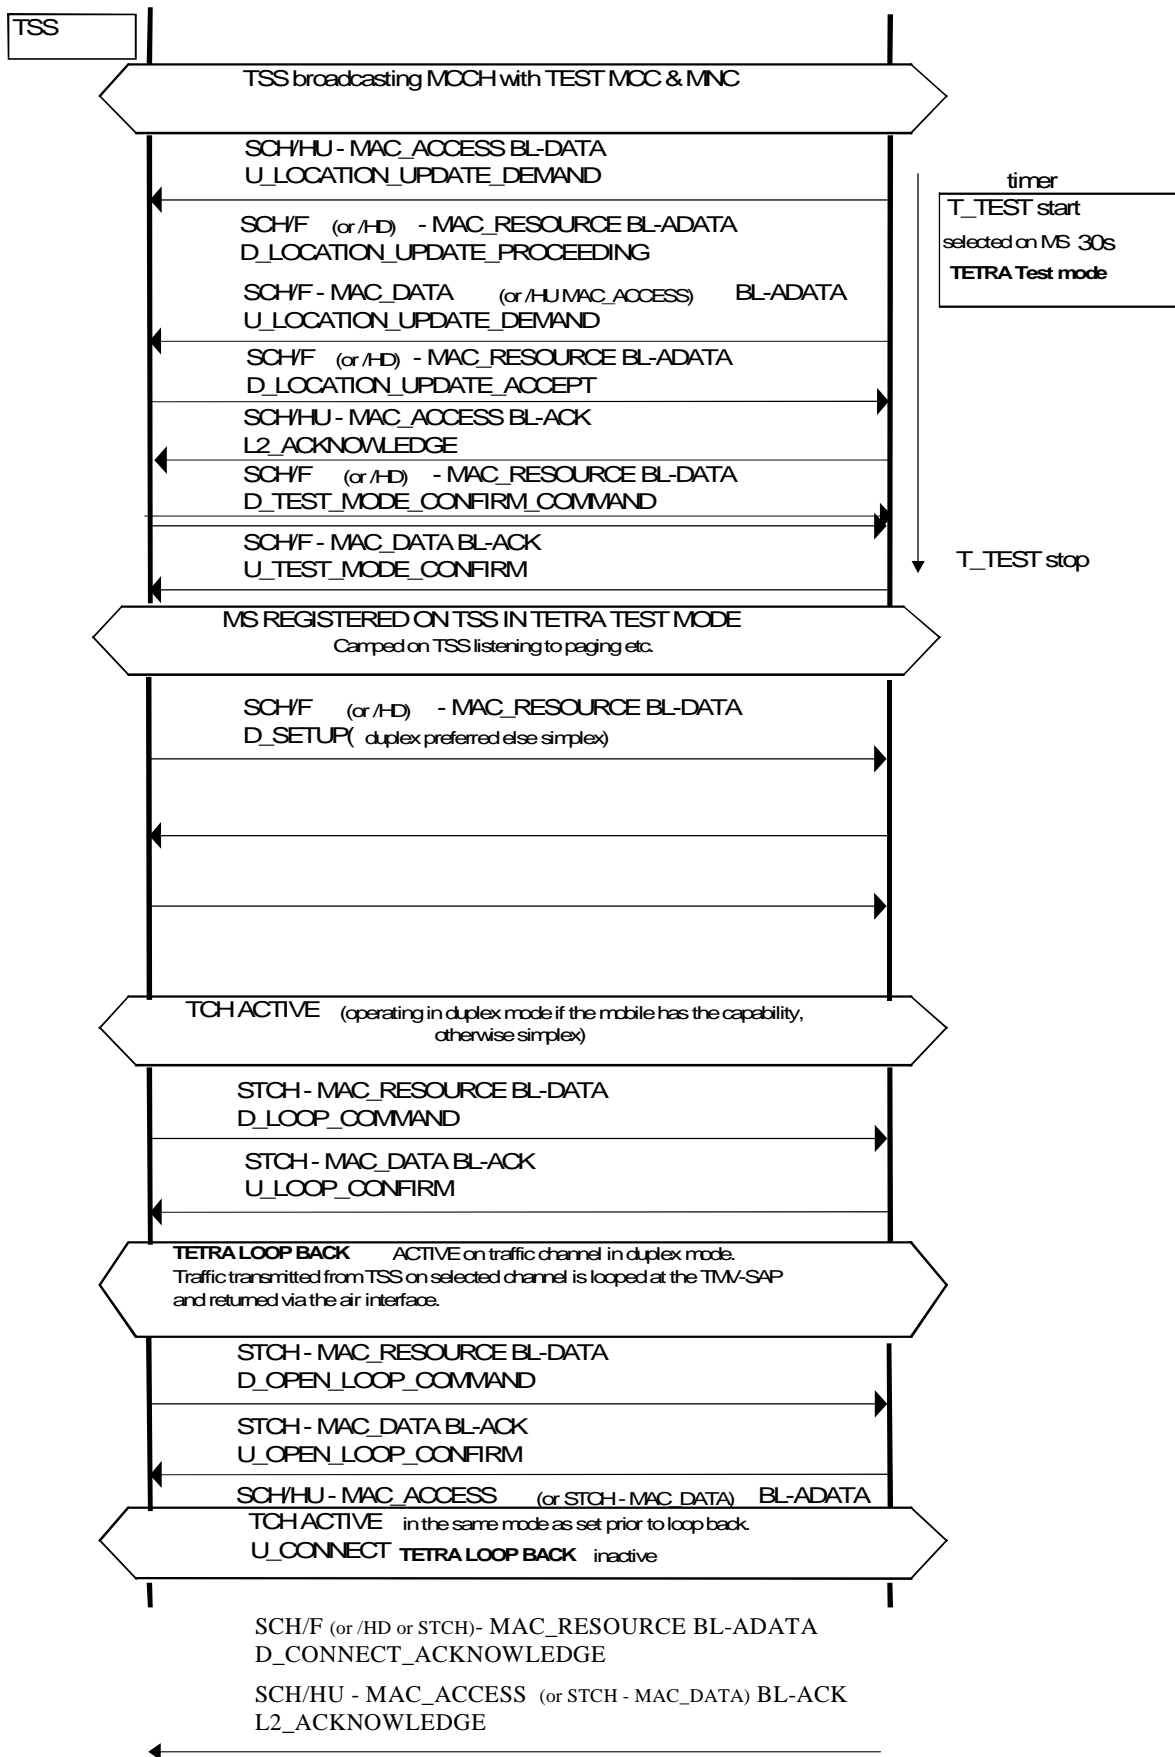 TSS
TSS broadcasting MCCH with TEST MCC & MNC
SCH/HU - MAC_ACCESS BL-DATA
U_LOCATION_UPDATE_DEMAND
timer
T_TEST start
selected on MS 30s
TETRA Test mode
SCH/F (or /HD) - MAC_RESOURCE BL-ADATA
D_LOCATION_UPDATE_PROCEEDING
SCH/F - MAC_DATA (or /HU MAC_ACCESS) BL-ADATA
U_LOCATION_UPDATE_DEMAND
SCH/F (or /HD) - MAC_RESOURCE BL-ADATA
D_LOCATION_UPDATE_ACCEPT
SCH/HU - MAC_ACCESS BL-ACK
L2_ACKNOWLEDGE
SCH/F (or /HD) - MAC_RESOURCE BL-DATA
D_TEST_MODE_CONFIRM_COMMAND
SCH/F - MAC_DATA BL-ACK
U_TEST_MODE_CONFIRM
T_TEST stop
MS REGISTERED ON TSS IN TETRA TEST MODE
Camped on TSS listening to paging etc.
SCH/F (or /HD) - MAC_RESOURCE BL-DATA
D_SETUP( duplex preferred else simplex)
TCH ACTIVE (operating in duplex mode if the mobile has the capability,
otherwise simplex)
STCH - MAC_RESOURCE BL-DATA
D_LOOP_COMMAND
STCH - MAC_DATA BL-ACK
U_LOOP_CONFIRM
TETRA LOOP BACK ACTIVE on traffic channel in duplex mode.
Traffic transmitted from TSS on selected channel is looped at the TMV-SAP
and returned via the air interface.
STCH - MAC_RESOURCE BL-DATA
D_OPEN_LOOP_COMMAND
STCH - MAC_DATA BL-ACK
U_OPEN_LOOP_CONFIRM
SCH/HU - MAC_ACCESS (or STCH - MAC_DATA) BL-ADATA
TCH ACTIVE in the same mode as set prior to loop back.
U_CONNECT TETRA LOOP BACK inactive
SCH/F (or /HD or STCH)- MAC_RESOURCE BL-ADATA
D_CONNECT_ACKNOWLEDGE
SCH/HU - MAC_ACCESS (or STCH - MAC_DATA) BL-ACK
L2_ACKNOWLEDGE